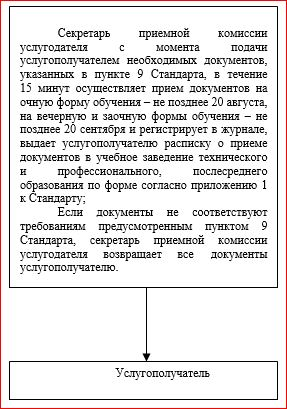 Секретарь приемной комиссии
услугодателя с момента подачи
услугополучателем необходимых документов,
указанных в пункте 9 Стандарта, в течение
15 минут осуществляет прием документов на
очную форму обучения – не позднее 20 августа,
на вечерную и заочную формы обучения – не
позднее 20 сентября и регистрирует в журнале,
выдает услугополучателю расписку о приеме
документов в учебное заведение технического
и профессионального, послесреднего
образования по форме согласно приложению 1
к Стандарту;
Если документы не соответствуют
требованиям предусмотренным пунктом 9
Стандарта, секретарь приемной комиссии
услугодателя возвращает все документы
услугополучателю.
Услугополучатель